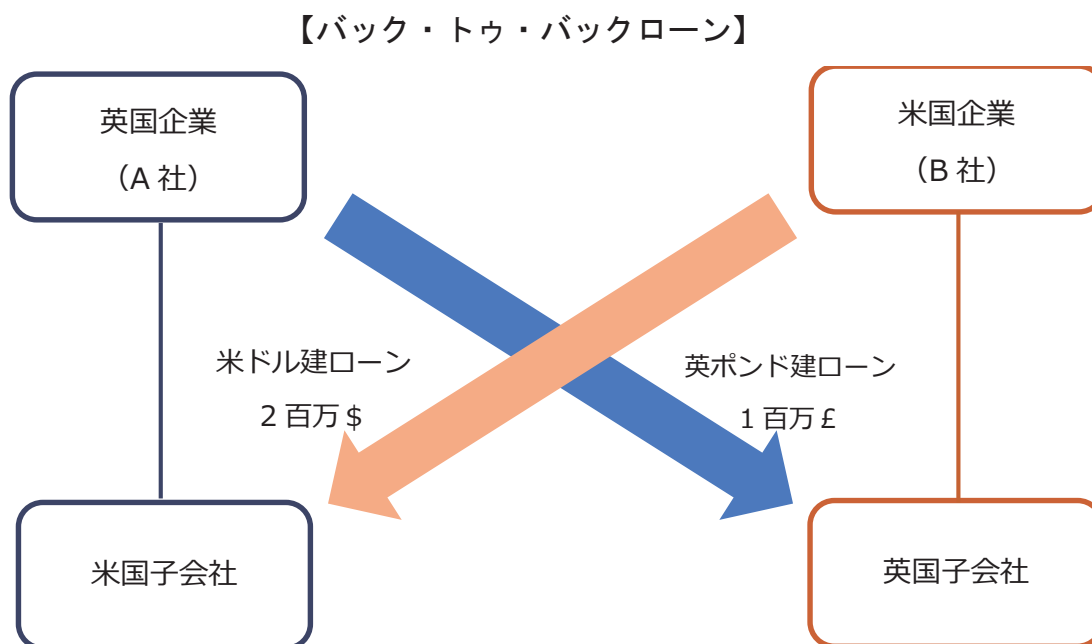 【バック・トゥ・バックローン】
英国企業
（A 社）
米国企業
（B 社）
米ドル建ローン
2 百万＄
英ポンド建ローン
1 百万￡
米国子会社
英国子会社